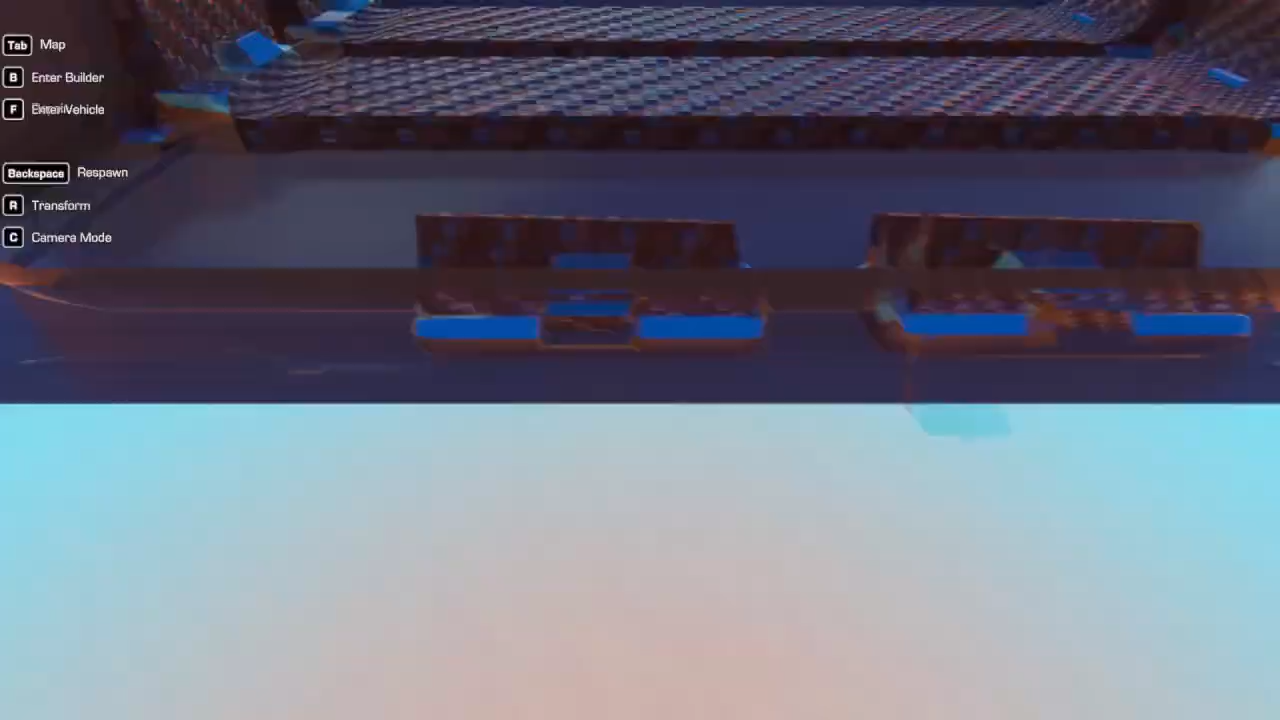 Tab Map
B Enter Builder
F Enter Vehicle
Backspace Respawn
R Transform
C Camera Mode